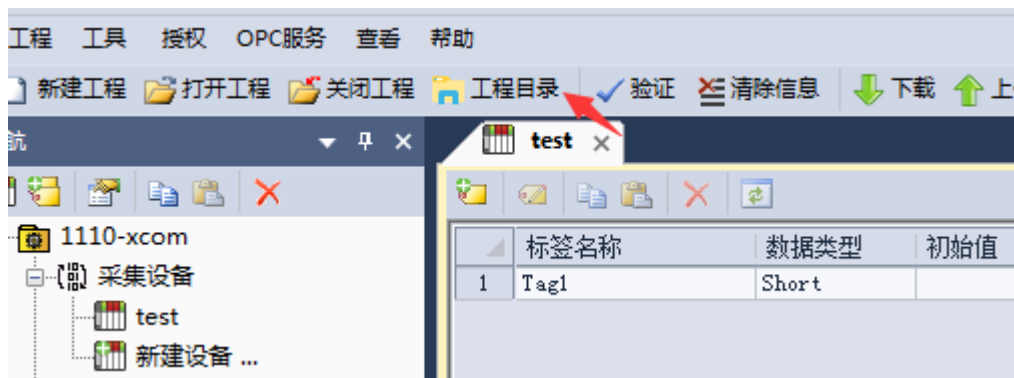 工程 工具 授权 OPC服务 查看 帮助
新建工程 打开工程 关闭工程 工程目录 验证 清除信息 下载 上
航
test
1110-xcom
采集设备
test
新建设备 ...
标签名称 数据类型 初始值
1 Tag1 Short